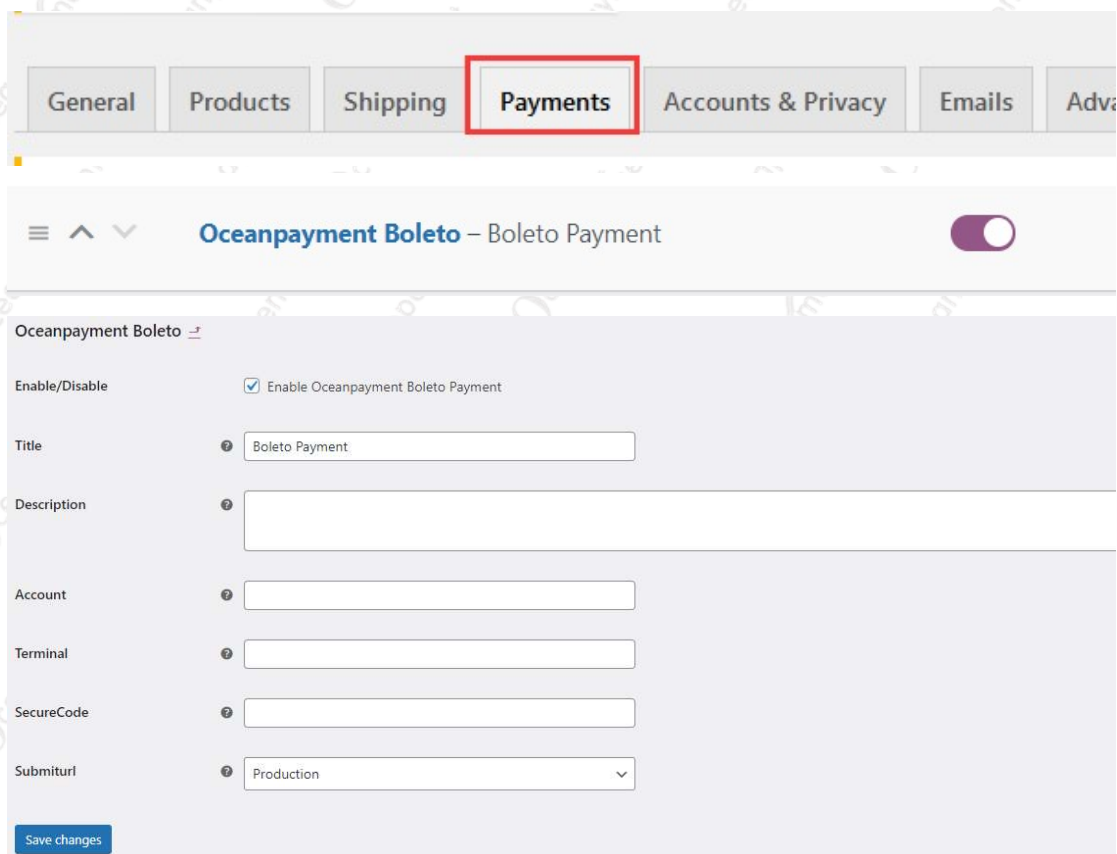 General Products Shipping Payments Accounts & Privacy Emails Adva
Oceanpayment Boleto – Boleto Payment
Oceanpayment Boleto
Enable/Disable Enable Oceanpayment Boleto Payment
Title Boleto Payment
Description
Account
Terminal
SecureCode
Submiturl Production
Save changes